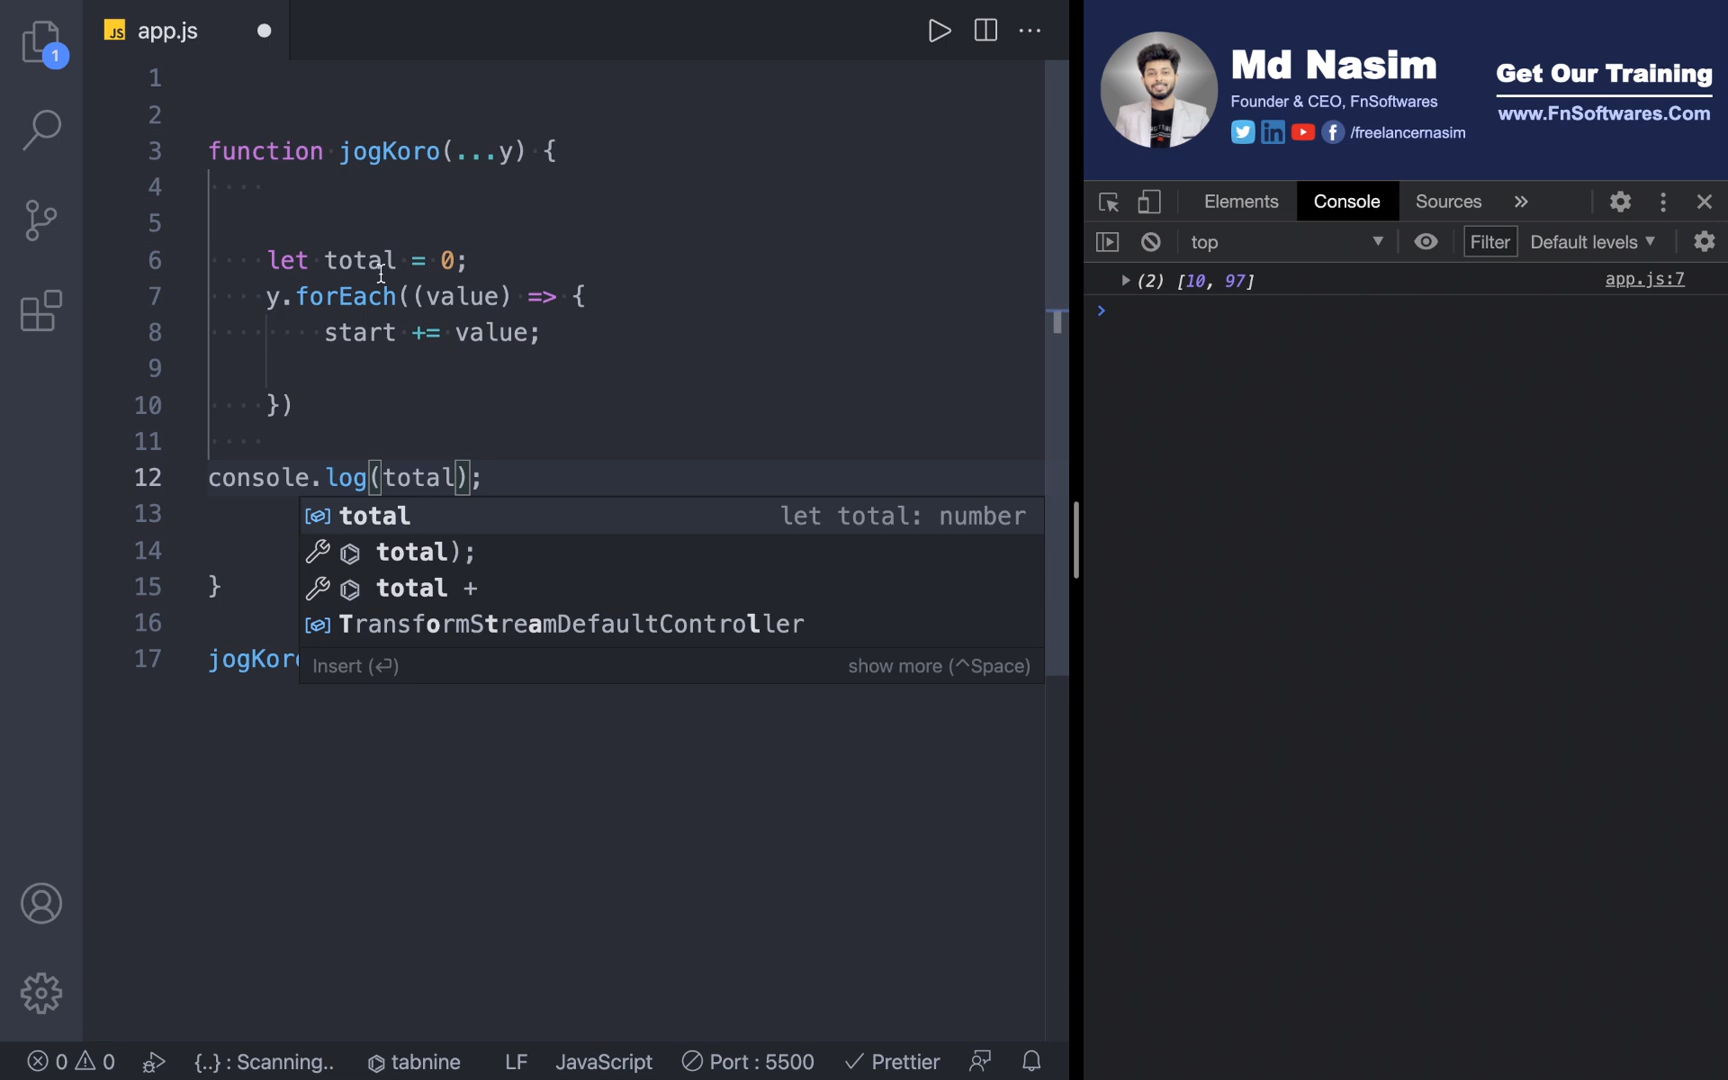 1
JS app.js
Md Nasim
Founder & CEO, FnSoftwares
/freelancernasim
Get Our Training
www.FnSoftwares.Com
Elements Console Sources »
top Filter Default levels
(2) [10, 97] app.js:7
1
2
3 function jogKoro(...y) {
4
5
6 let total = 0;
7 y.forEach((value) => {
8 start += value;
9
10 })
11
12 console.log(total);
13
14
15 }
16
17 jogKoro
total let total: number
total);
total +
TransformStreamDefaultController
Insert (⏎) show more (^Space)
0 0 {..} : Scanning.. tabnine LF JavaScript Port : 5500 Prettier